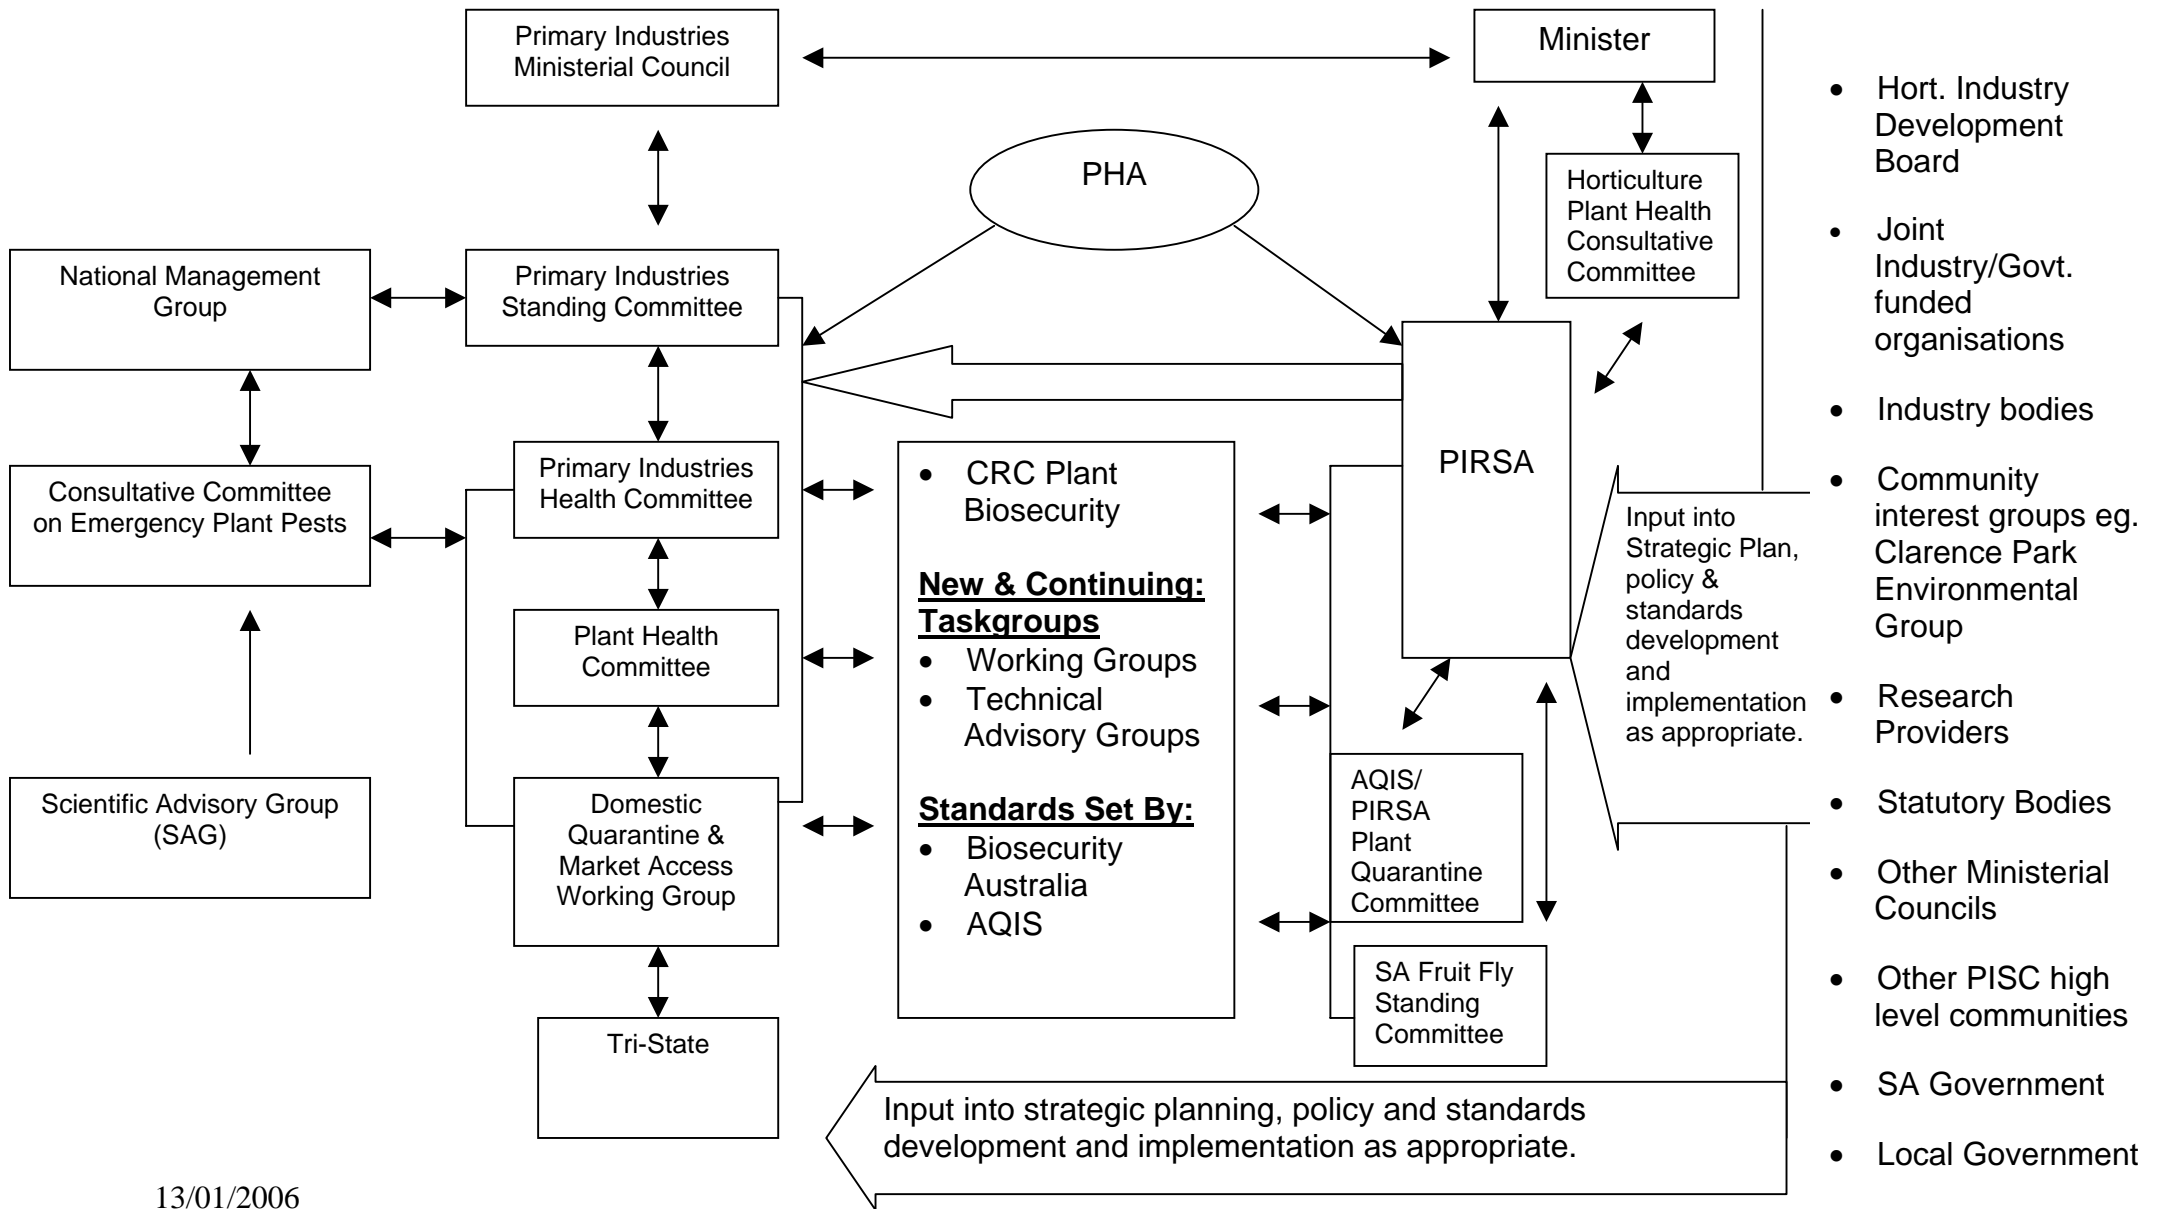 Primary Industries
Ministerial Council
Minister
PHA
Horticulture
Plant Health
Consultative
Committee
National Management
Group
Primary Industries
Standing Committee
Consultative Committee
on Emergency Plant Pests
Primary Industries
Health Committee
Plant Health
Committee
Scientific Advisory Group
(SAG)
Domestic
Quarantine &
Market Access
Working Group
Tri-State
• CRC Plant
Biosecurity
New & Continuing:
Taskgroups
• Working Groups
• Technical
Advisory Groups
Standards Set By:
• Biosecurity
Australia
• AQIS
PIRSA
AQIS/
PIRSA
Plant
Quarantine
Committee
SA Fruit Fly
Standing
Committee
Input into
Strategic Plan,
policy &
standards
development
and
implementation
as appropriate.
Input into strategic planning, policy and standards
development and implementation as appropriate.
• Hort. Industry
Development
Board
• Joint
Industry/Govt.
funded
organisations
• Industry bodies
• Community
interest groups eg.
Clarence Park
Environmental
Group
• Research
Providers
• Statutory Bodies
• Other Ministerial
Councils
• Other PISC high
level communities
• SA Government
• Local Government
13/01/2006